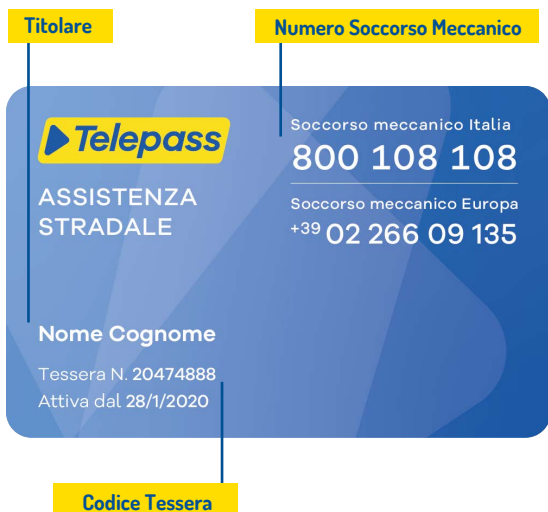 Titolare
Numero Soccorso Meccanico
Telepass
ASSISTENZA
STRADALE
Soccorso meccanico Italia
800 108 108
Soccorso meccanico Europa
+39 02 266 09 135
Nome Cognome
Tessera N. 20474888
Attiva dal 28/1/2020
Codice Tessera